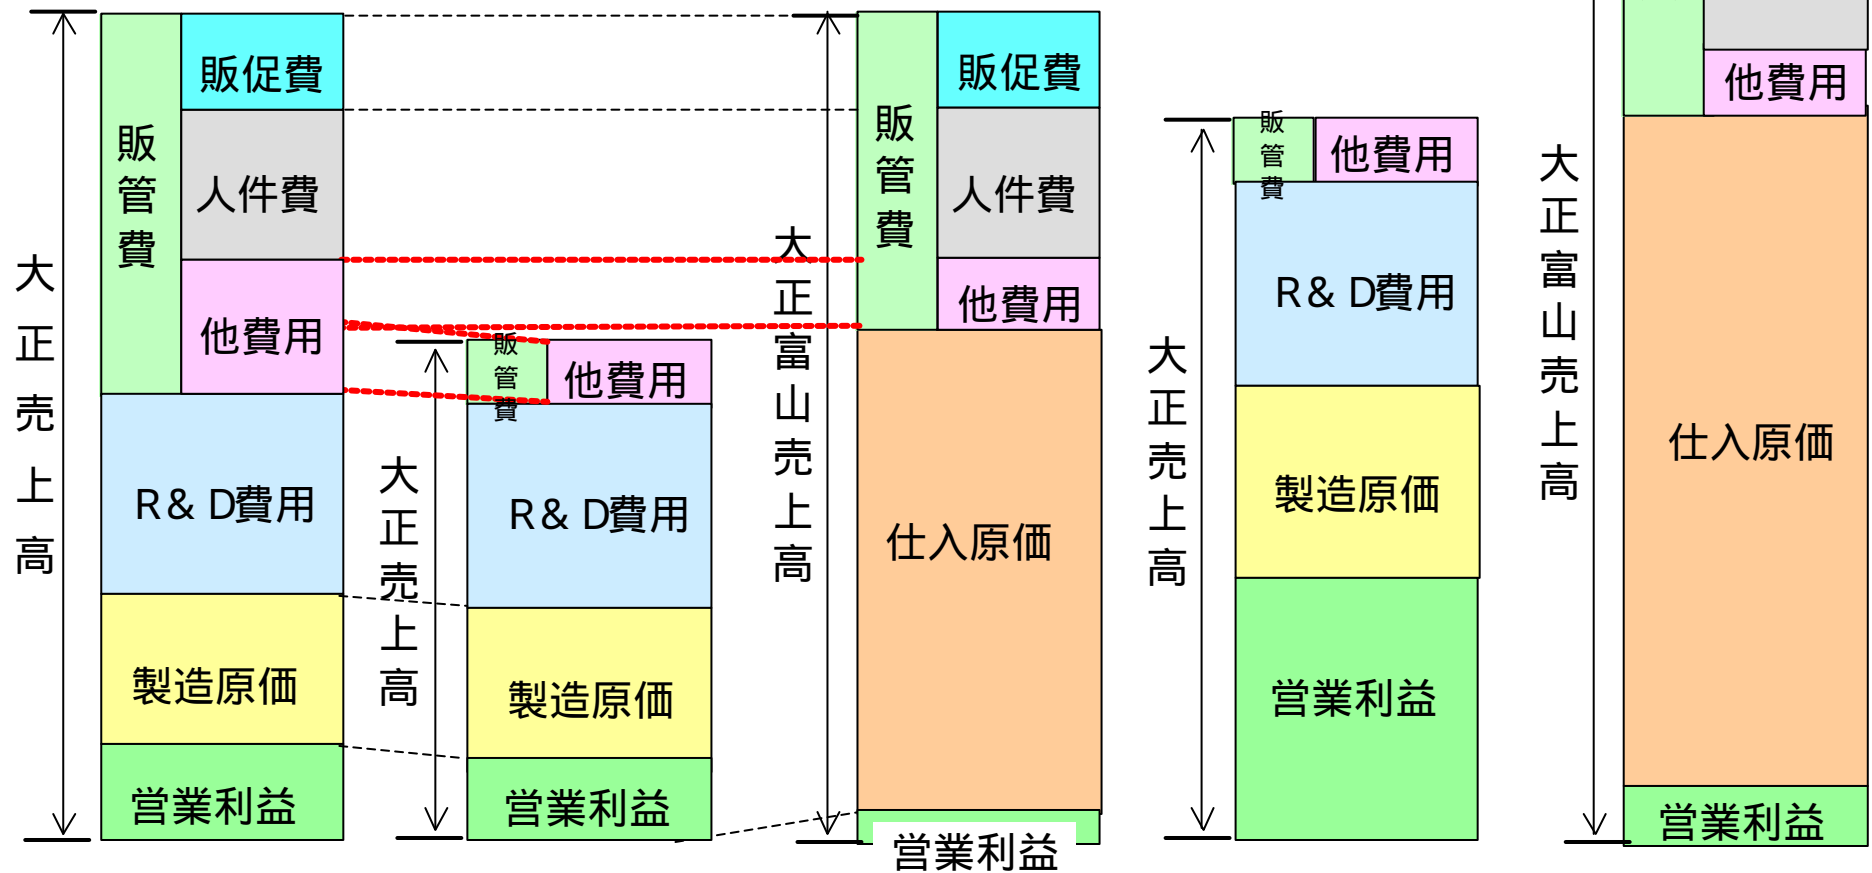 大正売上高
販管費
販促費
人件費
他費用
R& D費用
製造原価
営業利益
大正売上高
販管費
他費用
R& D費用
製造原価
営業利益
大正富山売上高
販管費
販促費
人件費
他費用
仕入原価
営業利益
大正売上高
販管費
他費用
R& D費用
製造原価
営業利益
大正富山売上高
他費用
仕入原価
営業利益